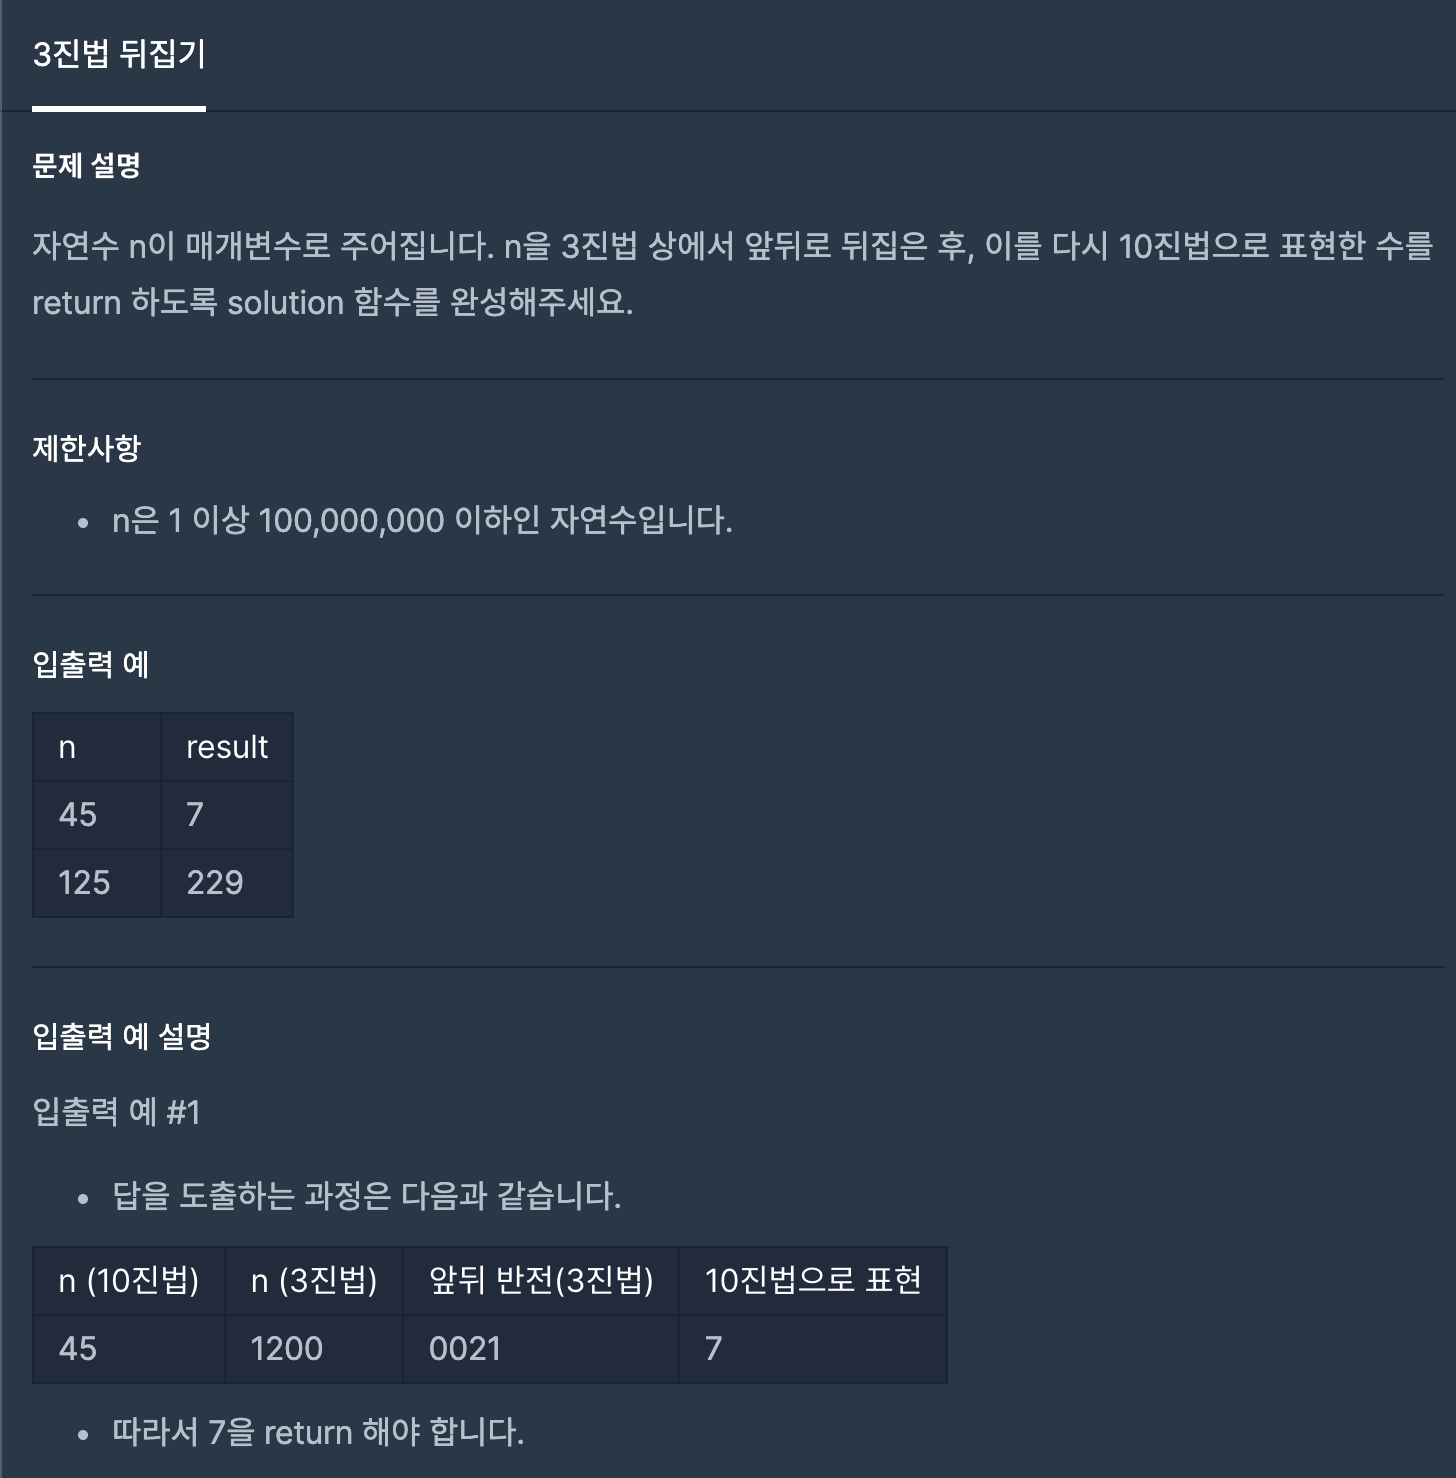 3진법 뒤집기
문제 설명
자연수 n이 매개변수로 주어집니다. n을 3진법 상에서 앞뒤로 뒤집은 후, 이를 다시 10진법으로 표현한 수를
return 하도록 solution 함수를 완성해주세요.
제한사항
• n은 1 이상 100,000,000 이하인 자연수입니다.
입출력 예
n result
45 7
125 229
입출력 예 설명
입출력 예 #1
• 답을 도출하는 과정은 다음과 같습니다.
n (10진법) n (3진법) 앞뒤 반전(3진법) 10진법으로 표현
45 1200 0021 7
• 따라서 7을 return 해야 합니다.